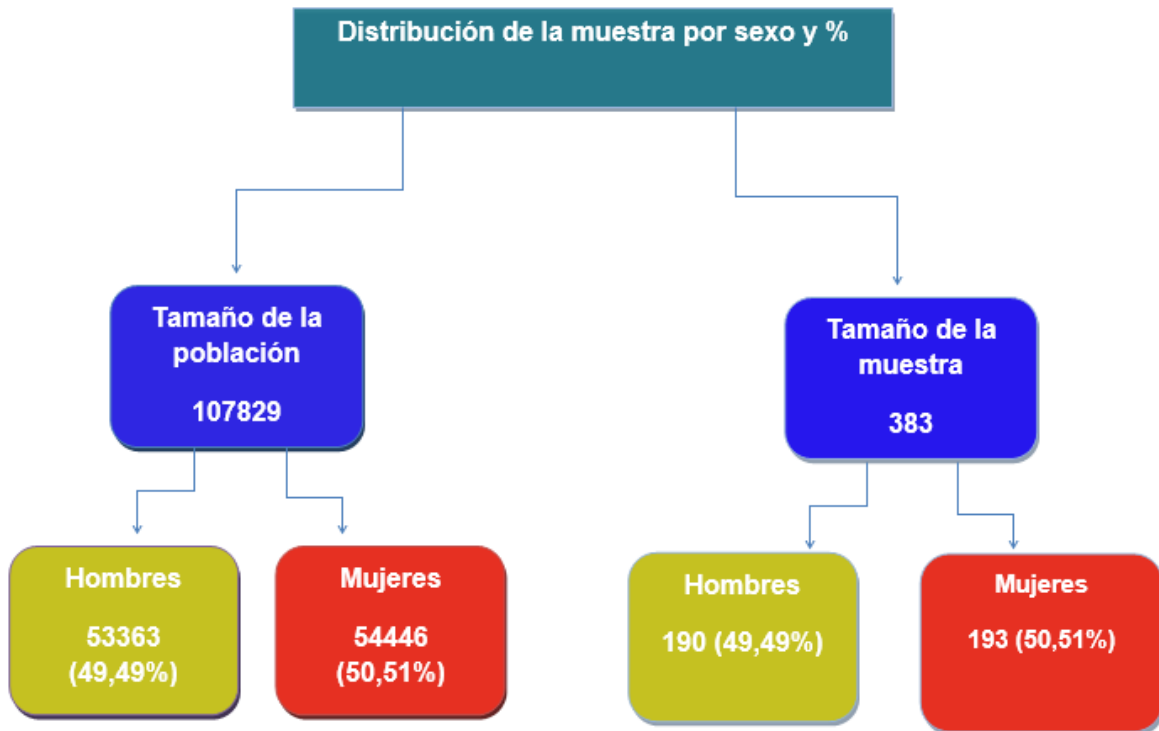 Distribución de la muestra por sexo y %
Tamaño de la
población
107829
Tamaño de la
muestra
383
Hombres
53363
(49,49%)
Mujeres
54446
(50,51%)
Hombres
190 (49,49%)
Mujeres
193 (50,51%)